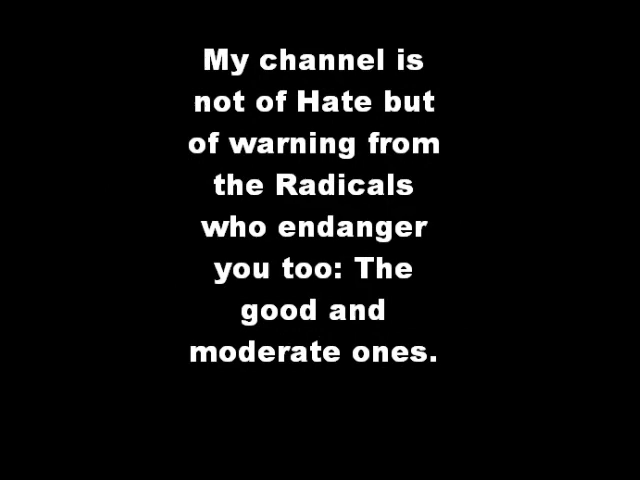 My channel is
not of Hate but
of warning from
the Radicals
who endanger
you too: The
good and
moderate ones.